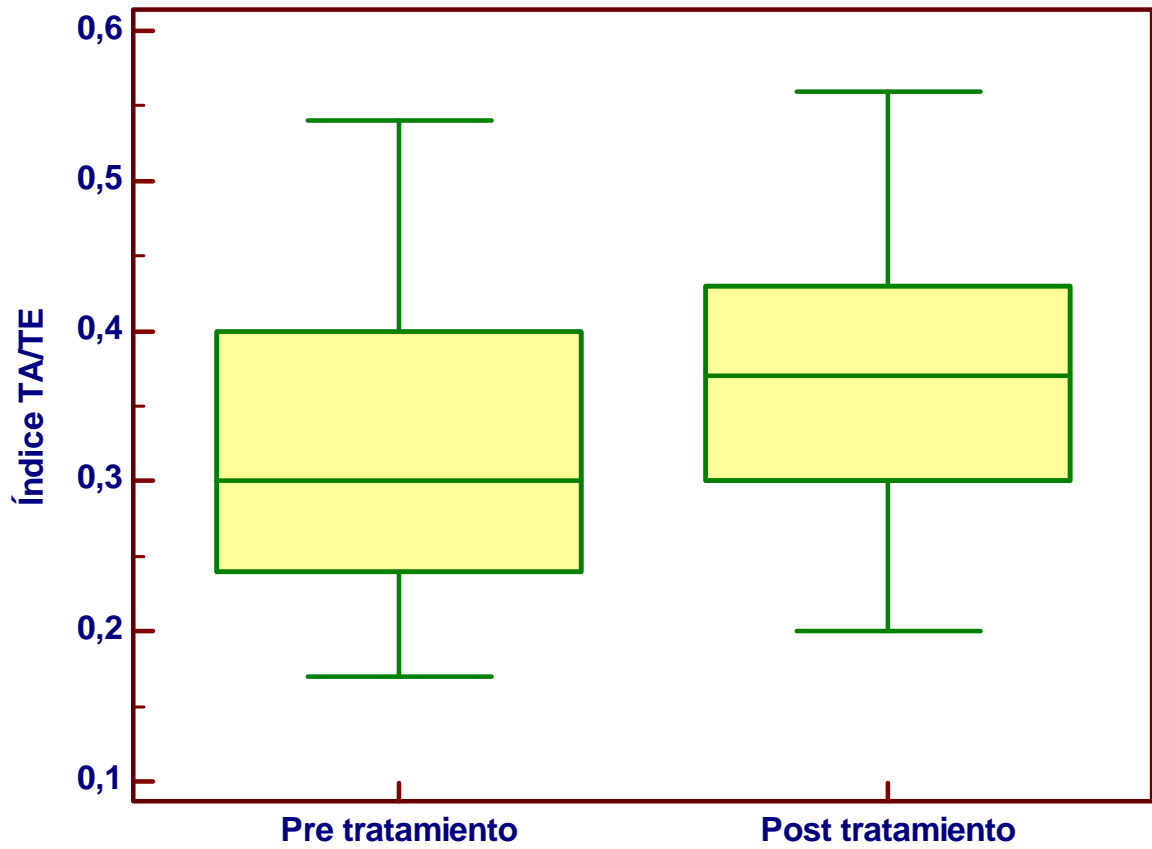 Índice TA/TE
0,6
0,5
0,4
0,3
0,2
0,1
Pre tratamiento
Post tratamiento